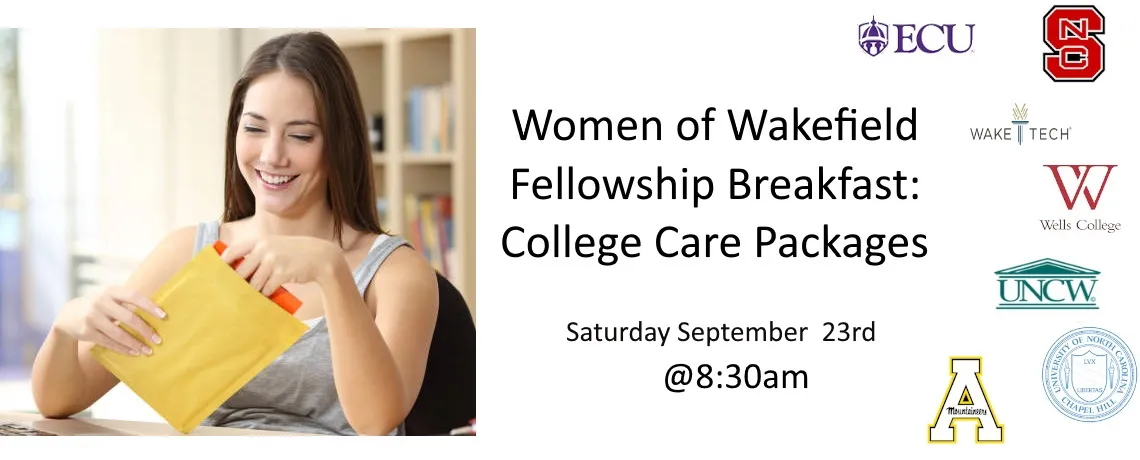 ECU
NC
S
Women of Wakefield
Fellowship Breakfast:
College Care Packages
Saturday September  23rd
@8:30am
WAKE TECH
W
Wells College
UNCW
A
Mountaineers
UNIVERSITY OF NORTH CAROLINA
LVX
LIBERTAS
CHAPEL HILL